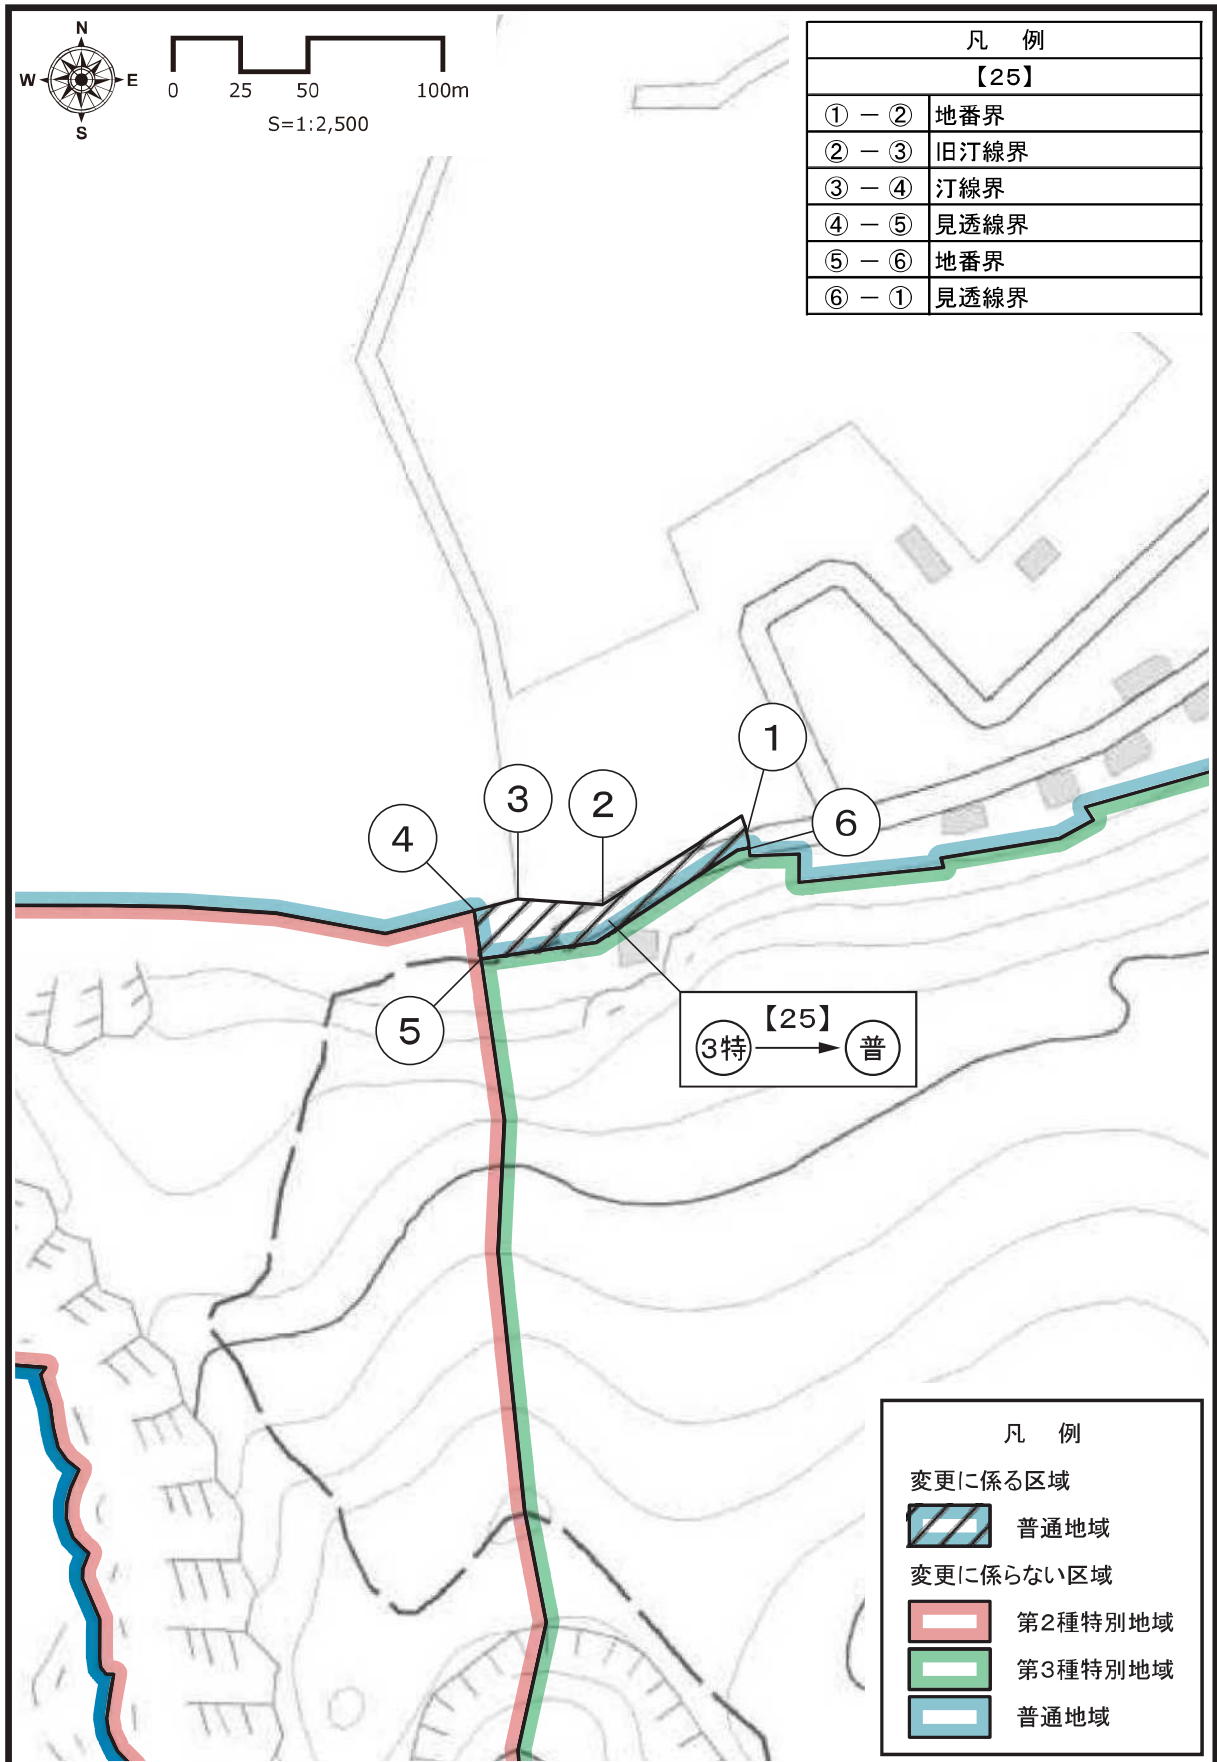 N
W E
S
0 25 50 100m
S=1:2,500
凡 例
【25】
① － ② 地番界
② － ③ 旧汀線界
③ － ④ 汀線界
④ － ⑤ 見透線界
⑤ － ⑥ 地番界
⑥ － ① 見透線界
1
3
2
4
6
5
【25】
3特 普
凡 例
変更に係る区域
普通地域
変更に係らない区域
第2種特別地域
第3種特別地域
普通地域